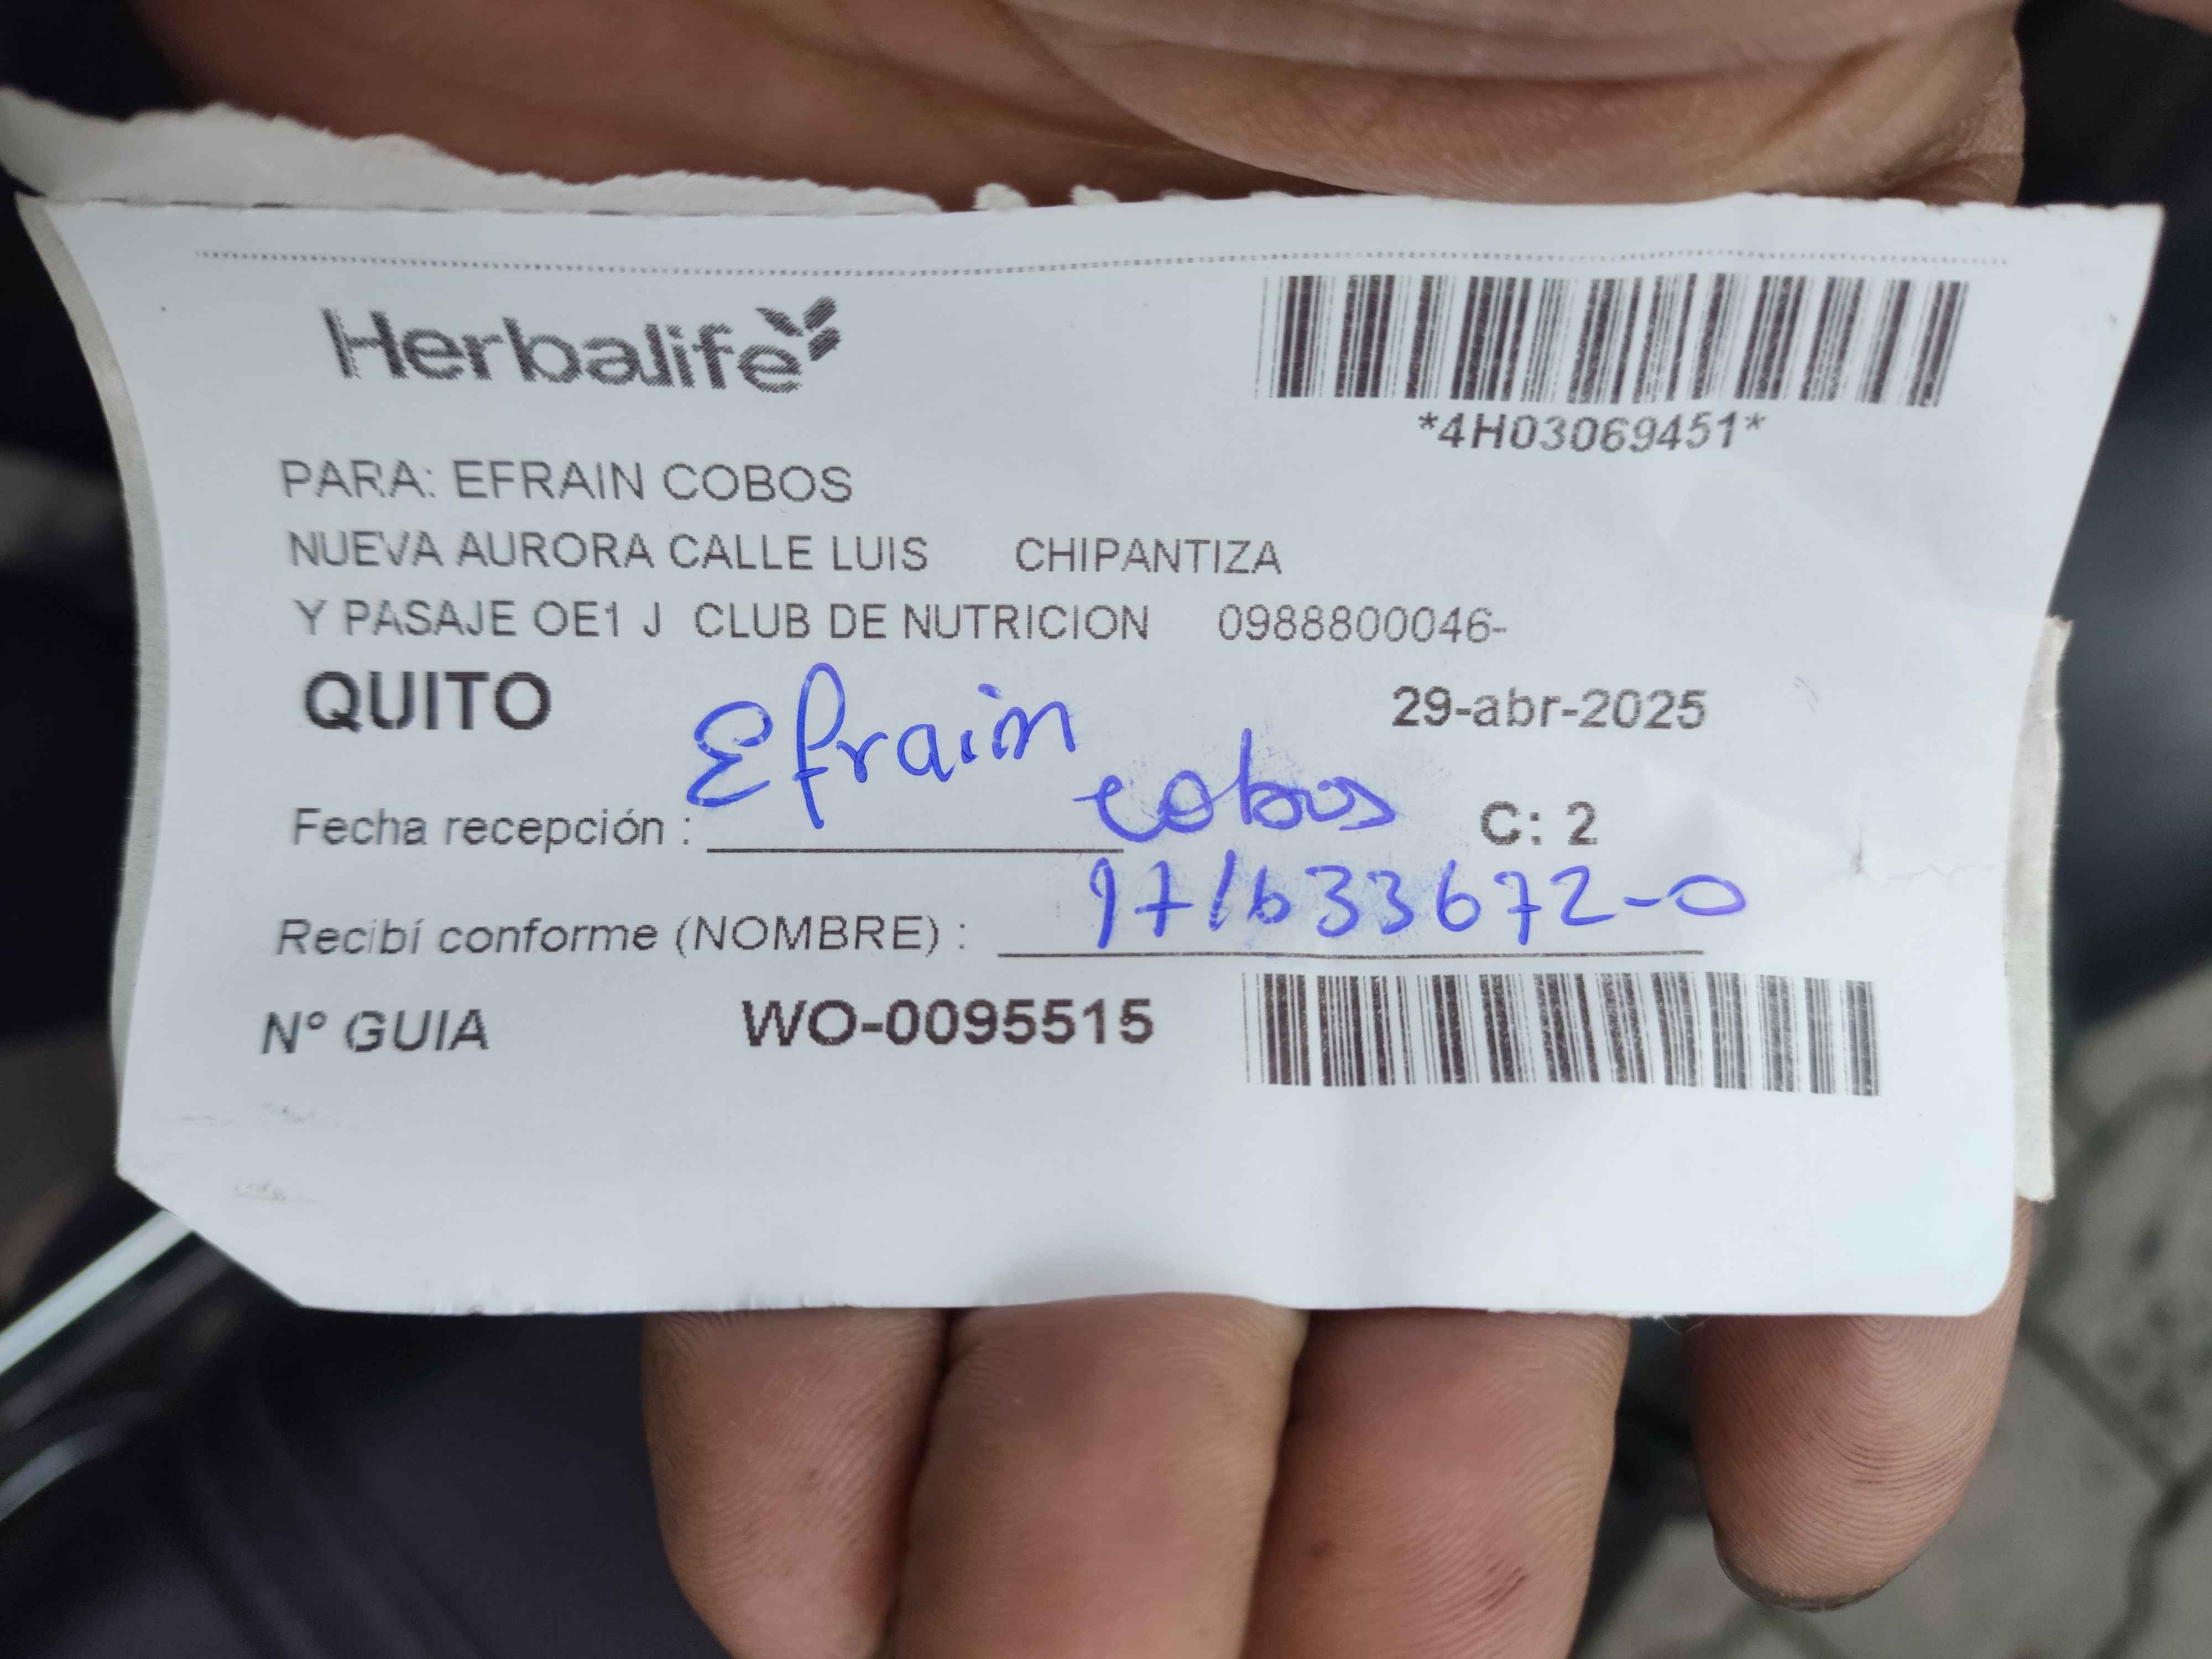 Herbalife
*4H03069451*
PARA: EFRAIN COBOS
NUEVA AURORA CALLE LUIS CHIPANTIZA
Y PASAJE OE1 J CLUB DE NUTRICION 0988800046-
QUITO
29-abr-2025
Efrain
cobos
Fecha recepción :
C: 2
171633672-0
Recibí conforme (NOMBRE) :
N° GUIA WO-0095515